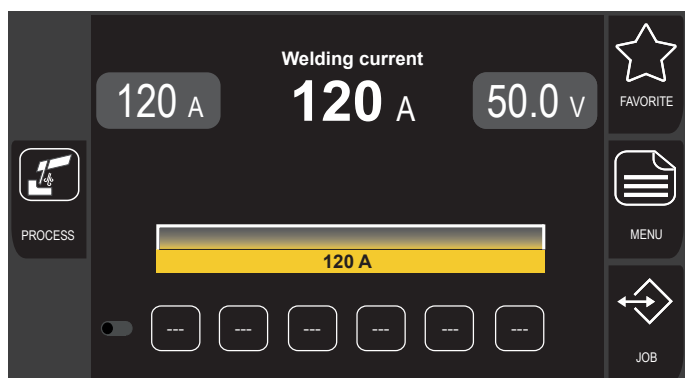 Welding current
120 A
120 A
50.0 V
FAVORITE
PROCESS
MENU
120 A
---
---
---
---
---
---
JOB